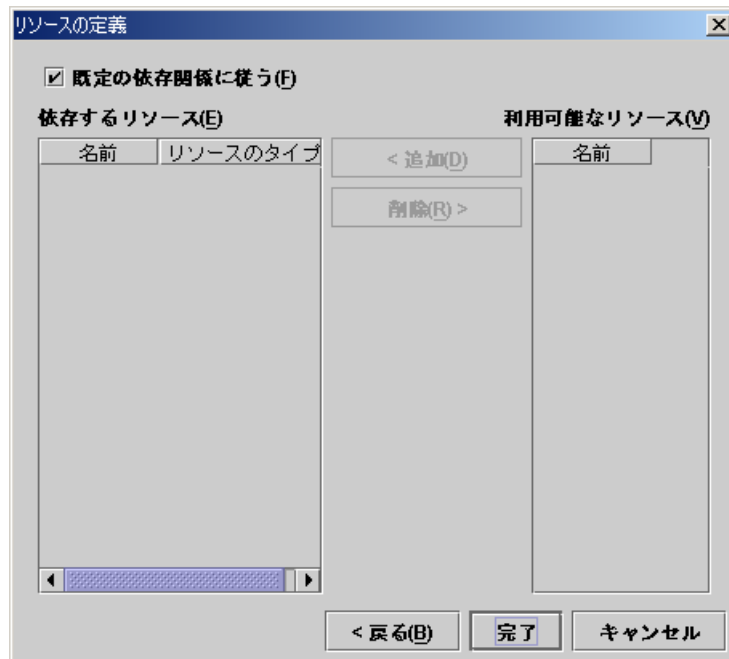 リソースの定義
既定の依存関係に従う(F)
依存するリソース(E)
利用可能なリソース(V)
名前 リソースのタイプ
< 追加(D)
名前
削除(R) >
< 戻る(B) 完了 キャンセル